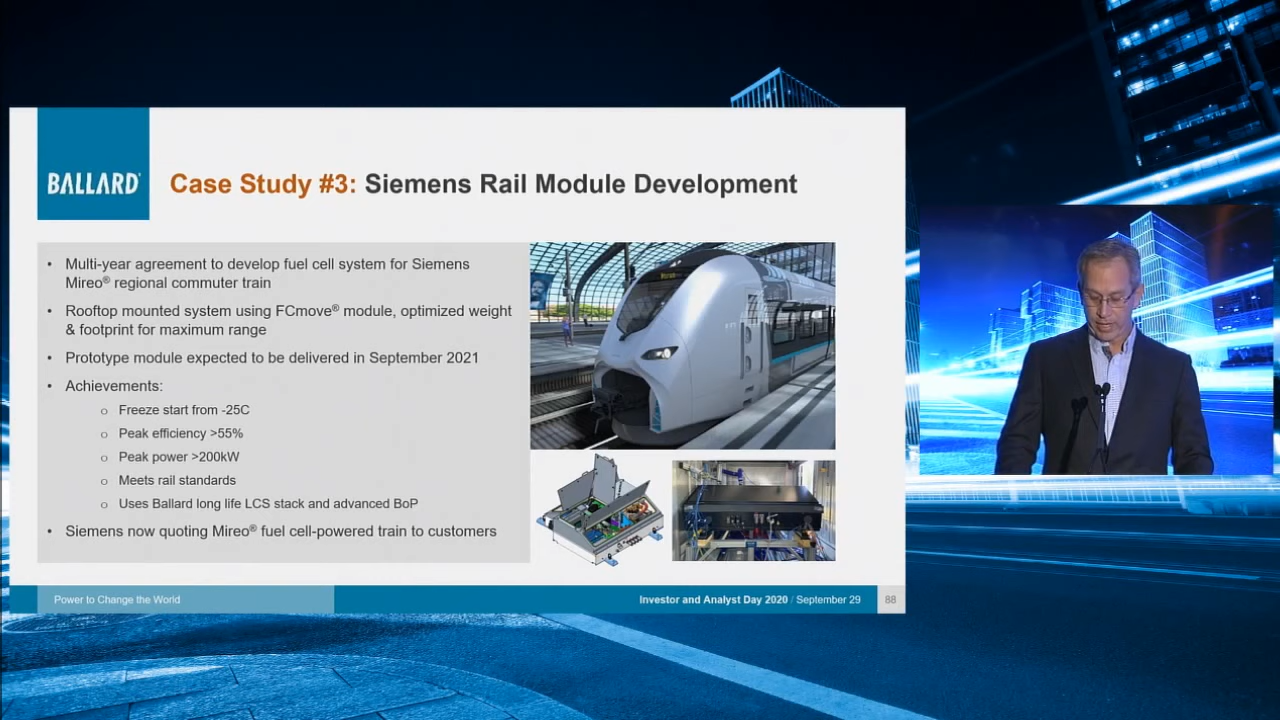 BALLARD
Case Study #3: Siemens Rail Module Development
• Multi-year agreement to develop fuel cell system for Siemens
Mireo® regional commuter train
• Rooftop mounted system using FCmove® module, optimized weight
& footprint for maximum range
• Prototype module expected to be delivered in September 2021
• Achievements:
o Freeze start from -25C
o Peak efficiency >55%
o Peak power >200kW
o Meets rail standards
o Uses Ballard long life LCS stack and advanced BoP
• Siemens now quoting Mireo® fuel cell-powered train to customers
Power to Change the World
Investor and Analyst Day 2020 / September 29
88